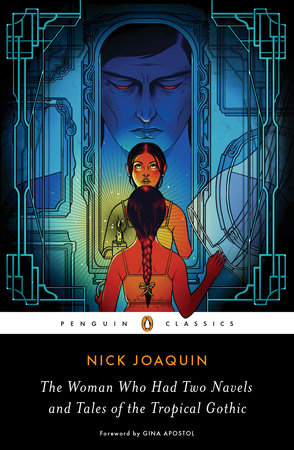 PENGUIN CLASSICS
NICK JOAQUIN
The Woman Who Had Two Navels
and Tales of the Tropical Gothic
Foreword by GINA APOSTOL